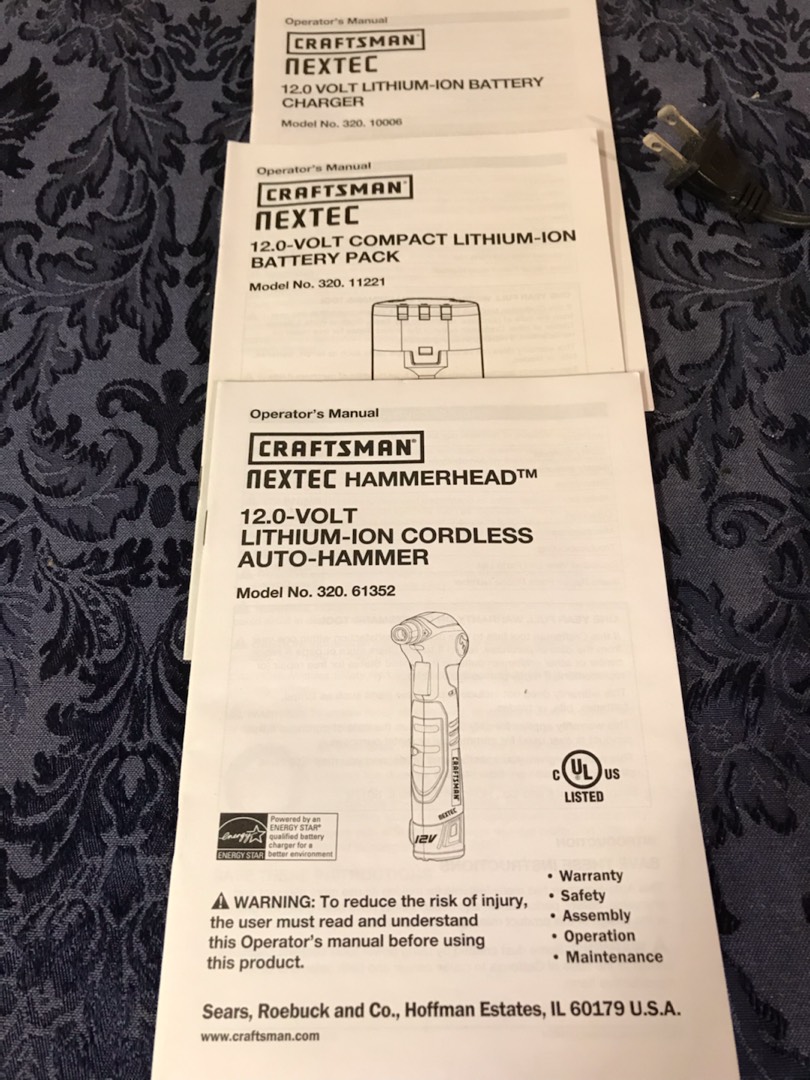 Operator's Manual
CRAFTSMAN®
NEXTEC
12.0 VOLT LITHIUM-ION BATTERY
CHARGER
Model No. 320. 10006
Operator's Manual
CRAFTSMAN®
NEXTEC
12.0-VOLT COMPACT LITHIUM-ION
BATTERY PACK
Model No. 320. 11221
Operator's Manual
CRAFTSMAN®
NEXTEC HAMMERHEAD™
12.0-VOLT
LITHIUM-ION CORDLESS
AUTO-HAMMER
Model No. 320. 61352
CRAFTSMAN
NEXTEC
12V
C UL US
LISTED
energy
ENERGY STAR
Powered by an
ENERGY STAR®
qualified battery
charger for a
better environment
WARNING: To reduce the risk of injury,
the user must read and understand
this Operator's manual before using
this product.
• Warranty
• Safety
• Assembly
• Operation
• Maintenance
Sears, Roebuck and Co., Hoffman Estates, IL 60179 U.S.A.
www.craftsman.com